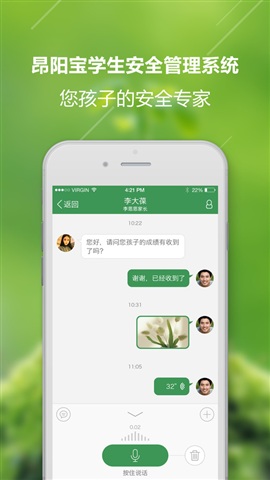 昂阳宝学生安全管理系统
您孩子的安全专家
VIRGIN
4:21 PM
22%
返回
李大葆
李思思家长
10:22
您好，请问您孩子的成绩有收到
了吗?
谢谢，已经收到了
10:31
11:05
32"
0:02
按住说话